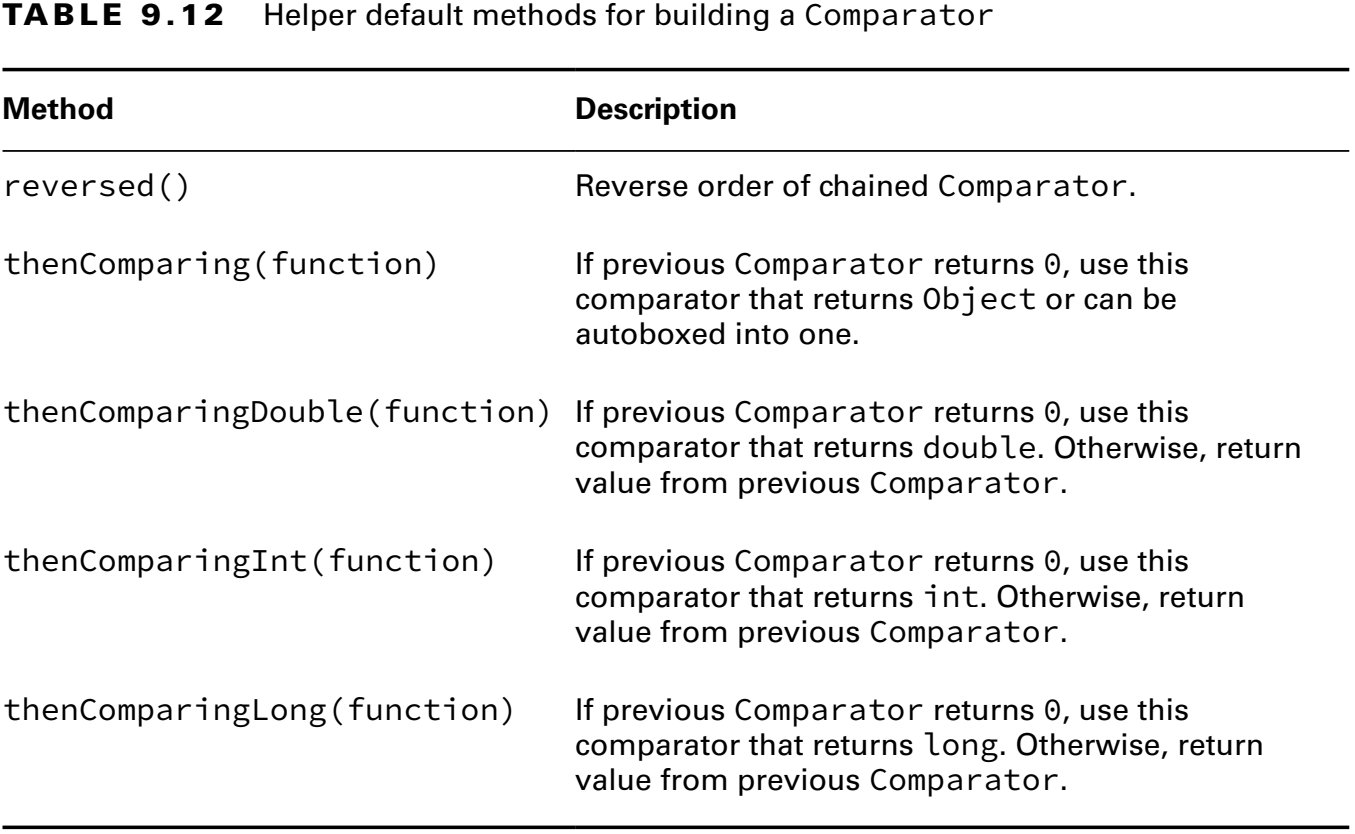 TABLE 9.12 Helper default methods for building a Comparator
Method Description
reversed() Reverse order of chained Comparator.
thenComparing(function) If previous Comparator returns 0, use this
comparator that returns Object or can be
autoboxed into one.
thenComparingDouble(function) If previous Comparator returns 0, use this
comparator that returns double. Otherwise, return
value from previous Comparator.
thenComparingInt(function) If previous Comparator returns 0, use this
comparator that returns int. Otherwise, return
value from previous Comparator.
thenComparingLong(function) If previous Comparator returns 0, use this
comparator that returns long. Otherwise, return
value from previous Comparator.